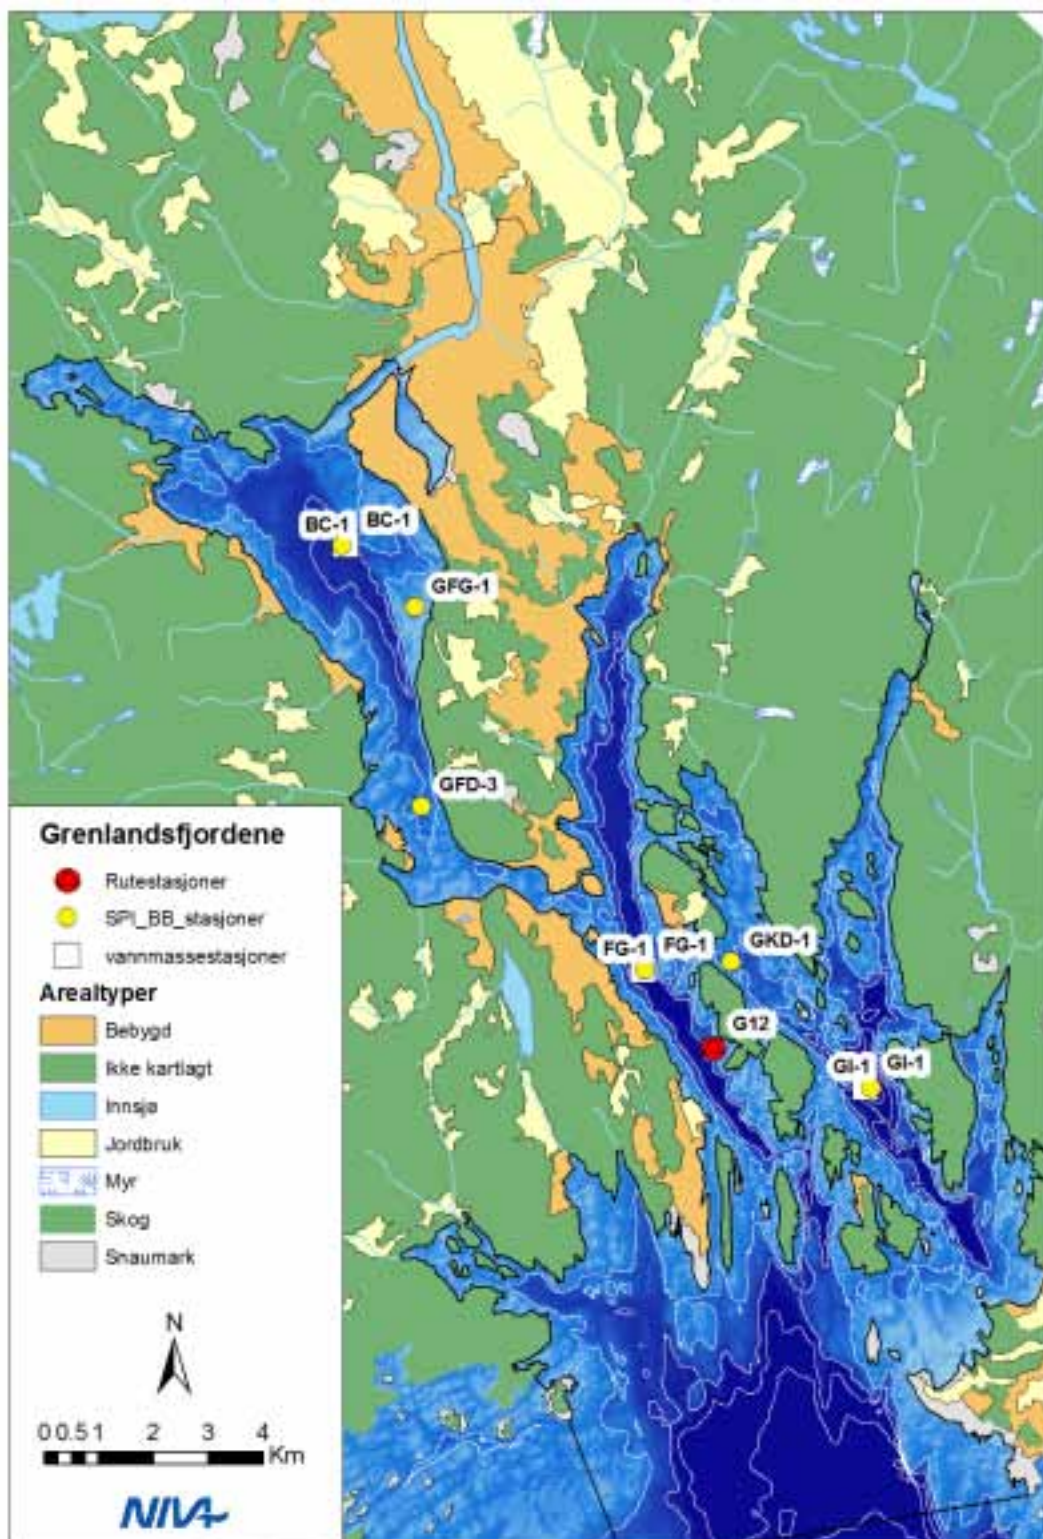 BC-1 BC-1
GFG-1
GFD-3
FG-1 FG-1 GKD-1
G12
GI-1 GI-1
Grenlandsfjordene
Rutestasjoner
SPI_BB_stasjoner
vannmassestasjoner
Arealtyper
Bebygd
Ikke kartlagt
Innsjø
Jordbruk
Myr
Skog
Snaumark
N
0 0.5 1 2 3 4
Km
NIVA